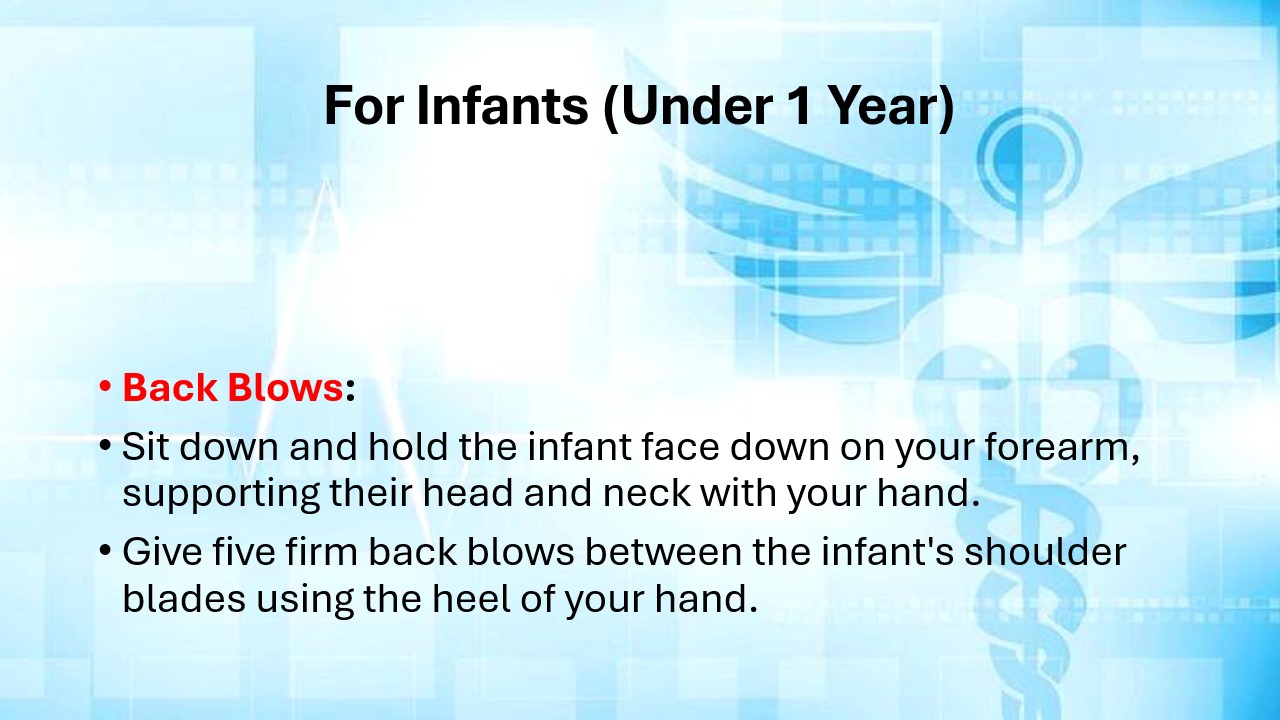 For Infants (Under 1 Year)
• Back Blows:
• Sit down and hold the infant face down on your forearm,
supporting their head and neck with your hand.
• Give five firm back blows between the infant's shoulder
blades using the heel of your hand.